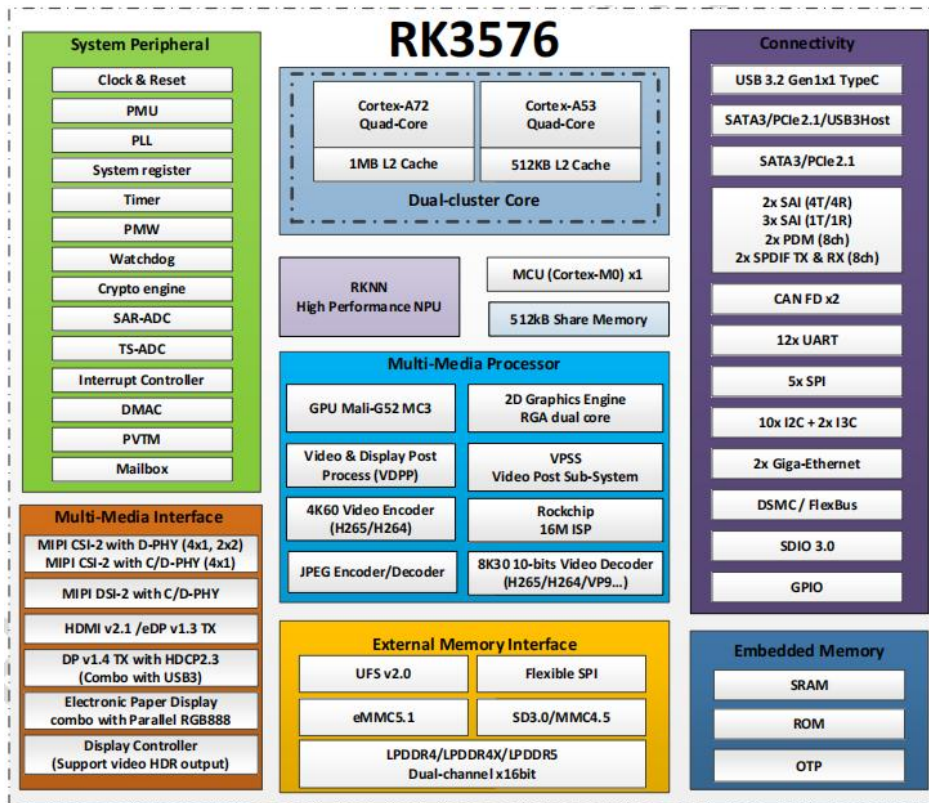 RK3576
System Peripheral
Clock & Reset
PMU
PLL
System register
Timer
PMW
Watchdog
Crypto engine
SAR-ADC
TS-ADC
Interrupt Controller
DMAC
PVTM
Mailbox
Multi-Media Interface
MIPI CSI-2 with D-PHY (4x1, 2x2)
MIPI CSI-2 with C/D-PHY (4x1)
MIPI DSI-2 with C/D-PHY
HDMI v2.1 /eDP v1.3 TX
DP v1.4 TX with HDCP2.3
(Combo with USB3)
Electronic Paper Display
combo with Parallel RGB888
Display Controller
(Support video HDR output)
Cortex-A72
Quad-Core
1MB L2 Cache
Cortex-A53
Quad-Core
512KB L2 Cache
Dual-cluster Core
RKNN
High Performance NPU
MCU (Cortex-M0) x1
512kB Share Memory
Multi-Media Processor
GPU Mali-G52 MC3
2D Graphics Engine
RGA dual core
Video & Display Post
Process (VDPP)
VPSS
Video Post Sub-System
4K60 Video Encoder
(H265/H264)
Rockchip
16M ISP
JPEG Encoder/Decoder
8K30 10-bits Video Decoder
(H265/H264/VP9...)
External Memory Interface
UFS v2.0
Flexible SPI
eMMC5.1
SD3.0/MMC4.5
LPDDR4/LPDDR4X/LPDDR5
Dual-channel x16bit
Connectivity
USB 3.2 Gen1x1 TypeC
SATA3/PCIe2.1/USB3Host
SATA3/PCIe2.1
2x SAI (4T/4R)
3x SAI (1T/1R)
2x PDM (8ch)
2x SPDIF TX & RX (8ch)
CAN FD x2
12x UART
5x SPI
10x I2C + 2x I3C
2x Giga-Ethernet
DSMC / FlexBus
SDIO 3.0
GPIO
Embedded Memory
SRAM
ROM
OTP